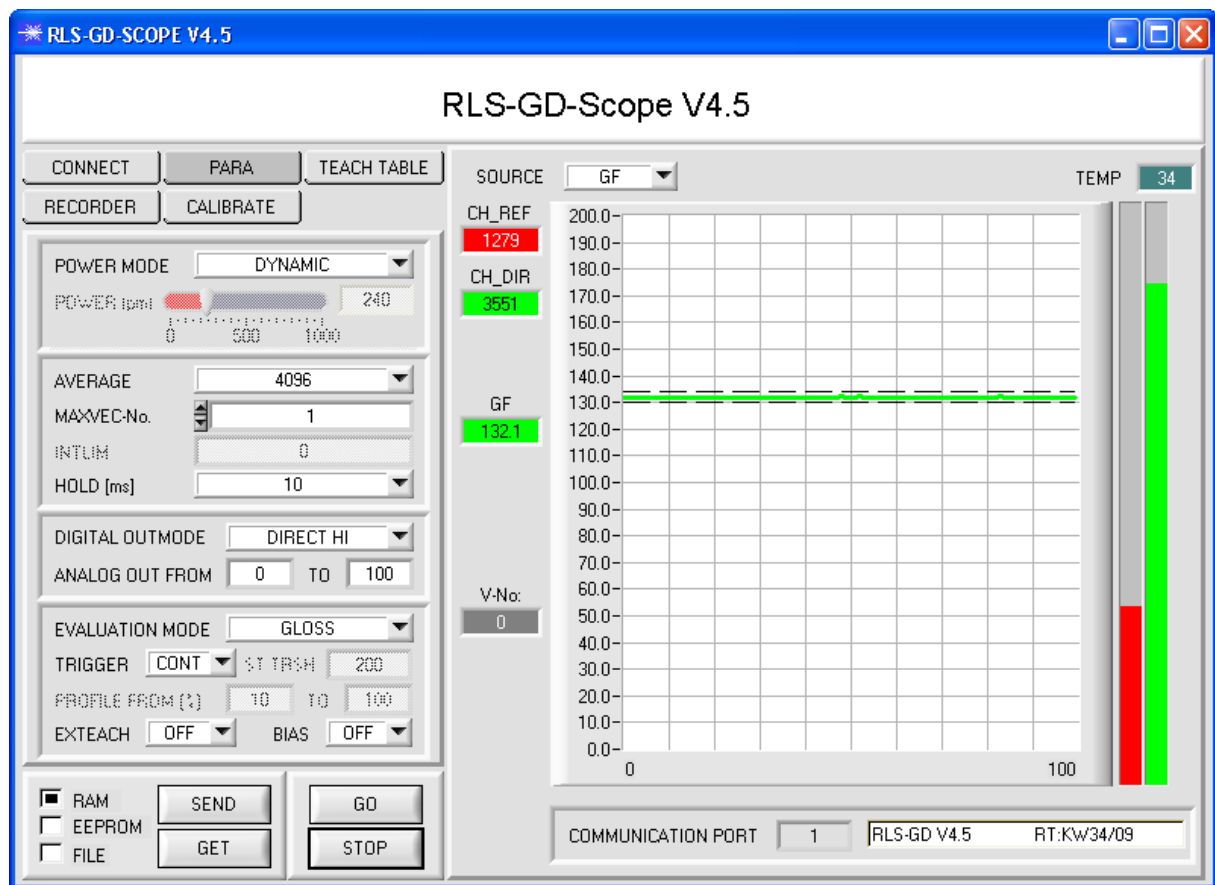 RLS-GD-SCOPE V4.5
RLS-GD-Scope V4.5
CONNECT PARA TEACH TABLE
RECORDER CALIBRATE
POWER MODE DYNAMIC
POWER [pm] 240
0 500 1000
AVERAGE 4096
MAXVEC-No. 1
INTLIM 0
HOLD [ms] 10
DIGITAL OUTMODE DIRECT HI
ANALOG OUT FROM 0 TO 100
EVALUATION MODE GLOSS
TRIGGER CONT ST TRSH 200
PROFILE FROM (%) 10 TO 100
EXTEACH OFF BIAS OFF
RAM
EEPROM
FILE
SEND
GET
GO
STOP
SOURCE GF
TEMP 34
CH_REF
1279
CH_DIR
3551
GF
132.1
V-No:
0
200.0
190.0
180.0
170.0
160.0
150.0
140.0
130.0
120.0
110.0
100.0
90.0
80.0
70.0
60.0
50.0
40.0
30.0
20.0
10.0
0.0
0 100
COMMUNICATION PORT 1 RLS-GD V4.5 RT:KW34/09